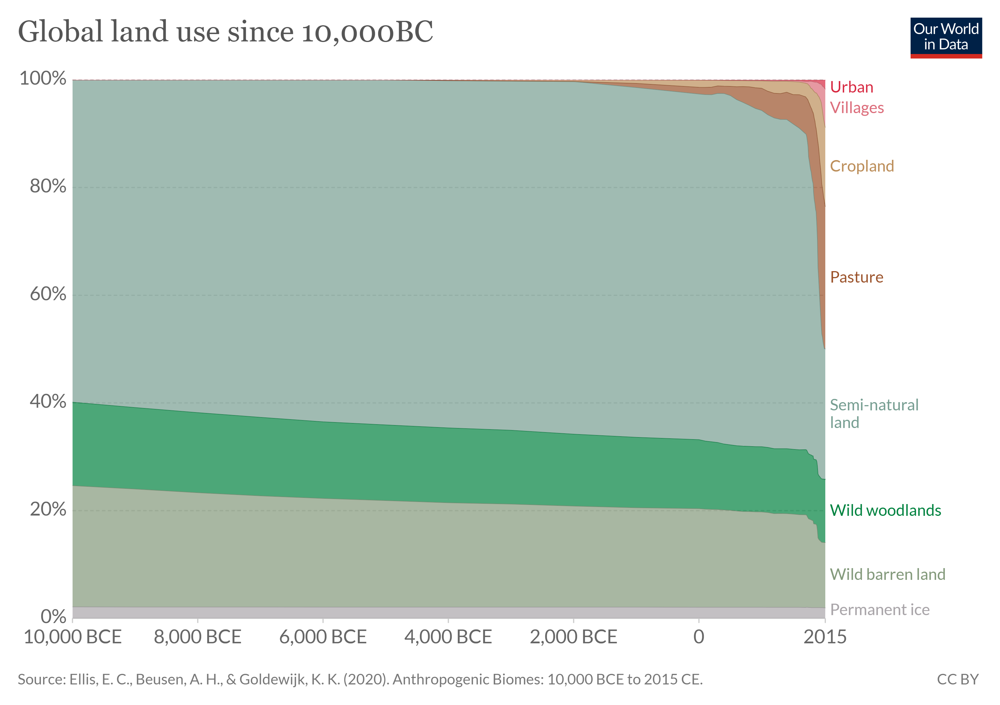 Global land use since 10,000BC
Our World
in Data
100%
80%
60%
40%
20%
0%
Urban
Villages
Cropland
Pasture
Semi-natural
land
Wild woodlands
Wild barren land
Permanent ice
10,000 BCE
8,000 BCE
6,000 BCE
4,000 BCE
2,000 BCE
0
2015
Source: Ellis, E. C., Beusen, A. H., & Goldewijk, K. K. (2020). Anthropogenic Biomes: 10,000 BCE to 2015 CE.
CC BY